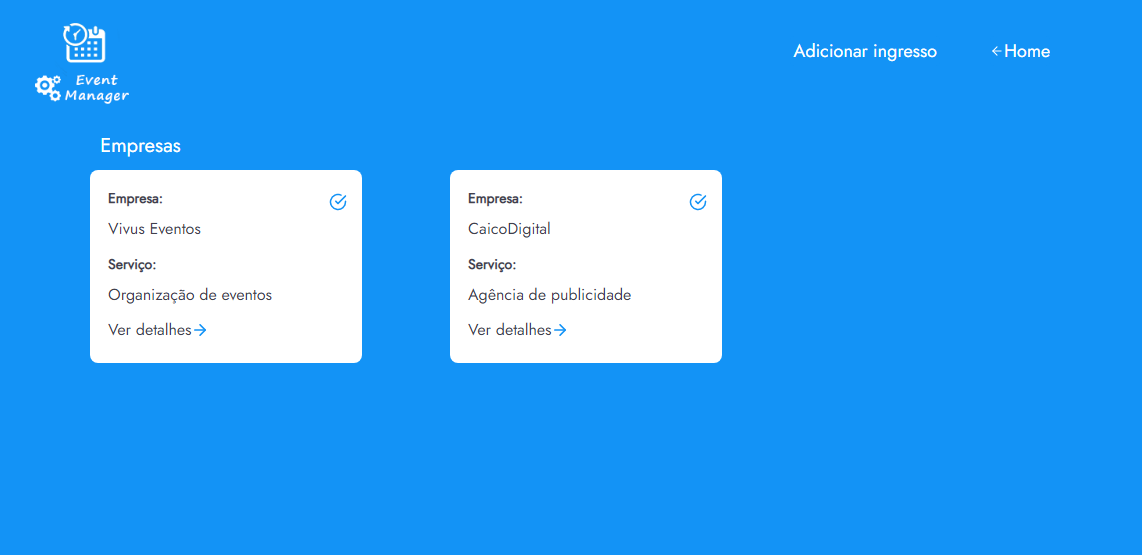 Event
Manager
Adicionar ingresso
←Home
Empresas
Empresa:
Vivus Eventos
Serviço:
Organização de eventos
Ver detalhes→
Empresa:
CaicoDigital
Serviço:
Agência de publicidade
Ver detalhes→